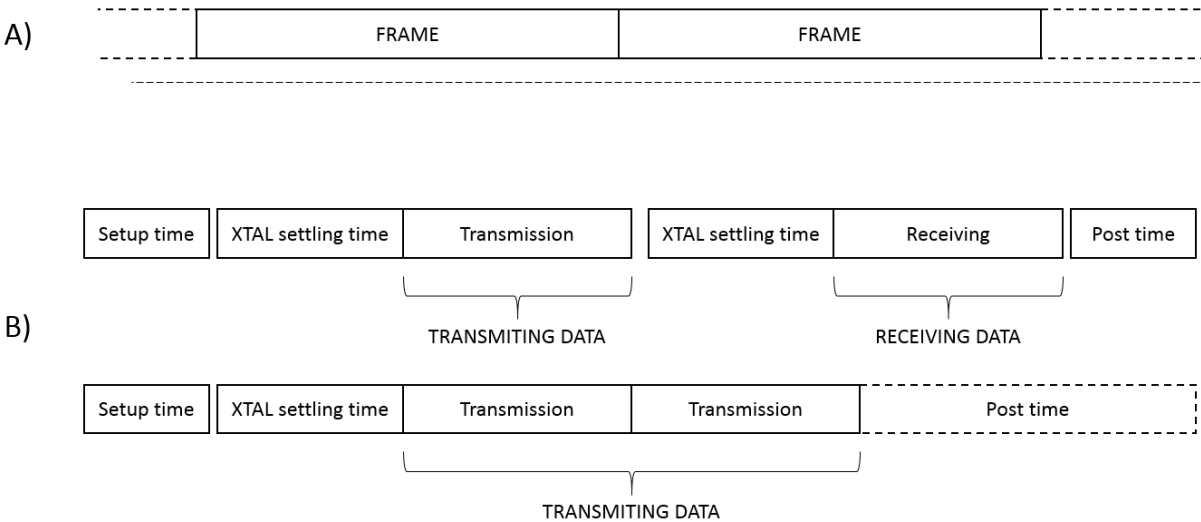 A)
FRAME FRAME
Setup time XTAL settling time Transmission XTAL settling time Receiving Post time
TRANSMITING DATA RECEIVING DATA
B)
Setup time XTAL settling time Transmission Transmission Post time
TRANSMITING DATA